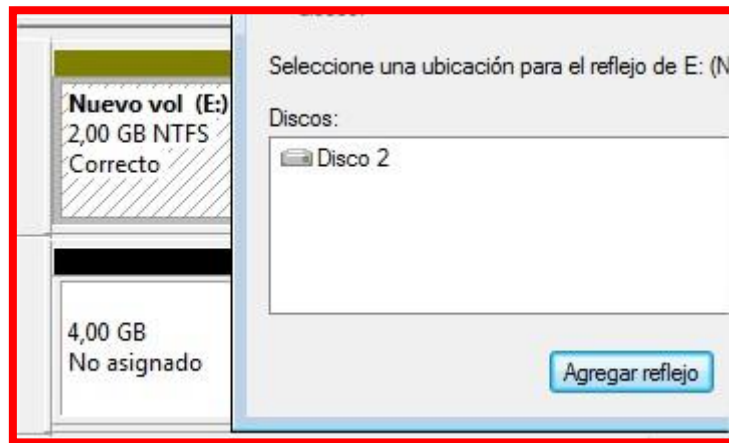 Nuevo vol (E:)
2,00 GB NTFS
Correcto
4,00 GB
No asignado
Seleccione una ubicación para el reflejo de E: (N
Discos:
Disco 2
Agregar reflejo